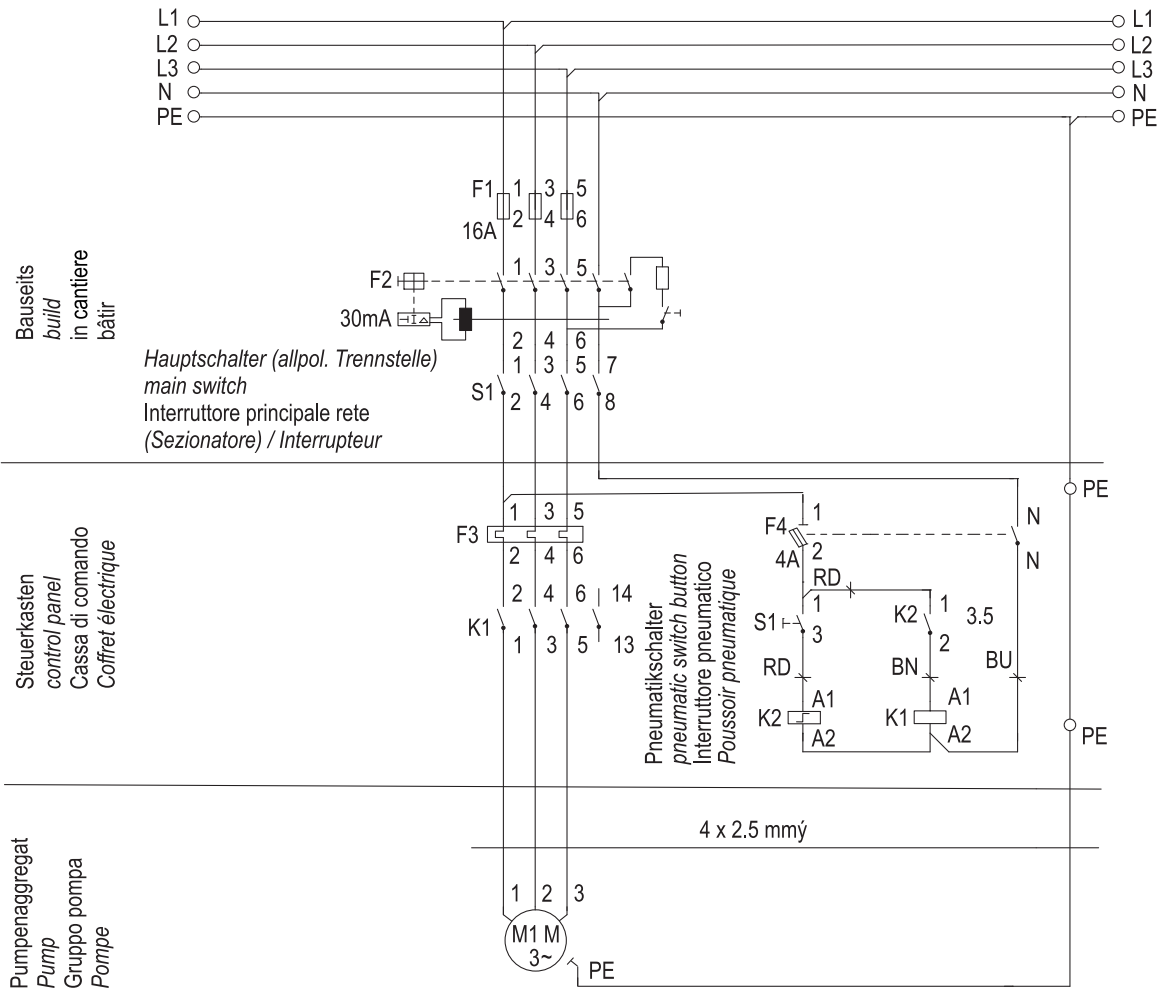 L1 L1
L2 L2
L3 L3
N N
PE PE
F1 1 3 5
16A 2 4 6
F2 1 3 5
30mA
2 4 6
Bauseits
build
in cantiere
bâtir
Hauptschalter (allpol. Trennstelle)
main switch
Interruttore principale rete
(Sezionatore) / Interrupteur
1 3 5 7
S1 2 4 6 8
PE
Steuerkasten
control panel
Cassa di comando
Coffret électrique
1 3 5
F3
2 4 6
2 4 6 14
K1
1 3 5 13
Pneumatikschalter
pneumatic switch button
Interruttore pneumatico
Poussoir pneumatique
1 N
F4
4A 2 N
RD
1 1
S1 K2 3.5
3 2
RD BN BU
A1 A1
K2 K1
A2 A2
PE
4 x 2.5 mmý
Pumpenaggregat
Pump
Gruppo pompa
Pompe
1 2 3
M1 M
3~
PE